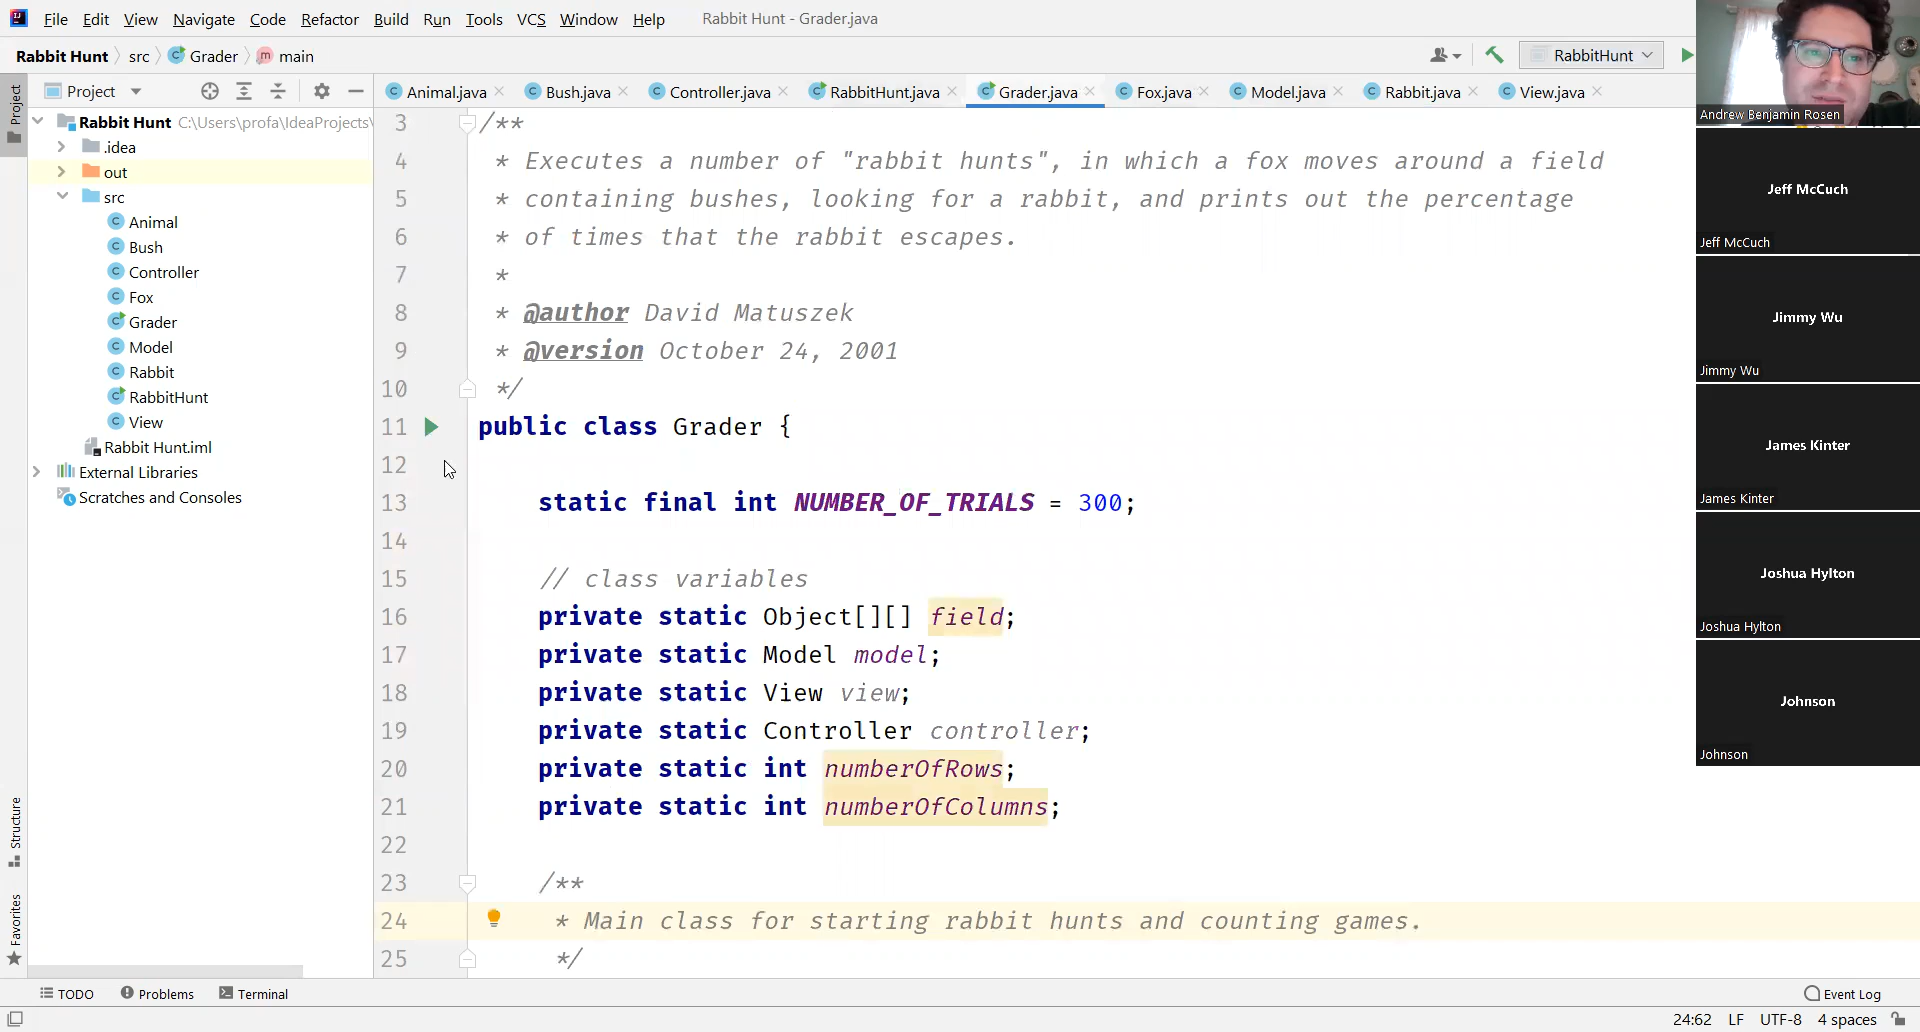 File Edit View Navigate Code Refactor Build Run Tools VCS Window Help Rabbit Hunt - Grader.java
Rabbit Hunt src Grader main
RabbitHunt
Project
Animal.java Bush.java Controller.java RabbitHunt.java Grader.java Fox.java Model.java Rabbit.java View.java
Project
Rabbit Hunt C:\Users\profa\IdeaProjects\
.idea
out
src
Animal
Bush
Controller
Fox
Grader
Model
Rabbit
RabbitHunt
View
Rabbit Hunt.iml
External Libraries
Scratches and Consoles
Structure
Favorites
3 /**
4 * Executes a number of "rabbit hunts", in which a fox moves around a field
5 * containing bushes, looking for a rabbit, and prints out the percentage
6 * of times that the rabbit escapes.
7 *
8 * @author David Matuszek
9 * @version October 24, 2001
10 */
11 public class Grader {
12
13 static final int NUMBER_OF_TRIALS = 300;
14
15 // class variables
16 private static Object[][] field;
17 private static Model model;
18 private static View view;
19 private static Controller controller;
20 private static int numberOfRows;
21 private static int numberOfColumns;
22
23 /**
24 * Main class for starting rabbit hunts and counting games.
25 */
Andrew Benjamin Rosen
Jeff McCuch
Jeff McCuch
Jimmy Wu
Jimmy Wu
James Kinter
James Kinter
Joshua Hylton
Joshua Hylton
Johnson
Johnson
TODO Problems Terminal Event Log
24:62 LF UTF-8 4 spaces